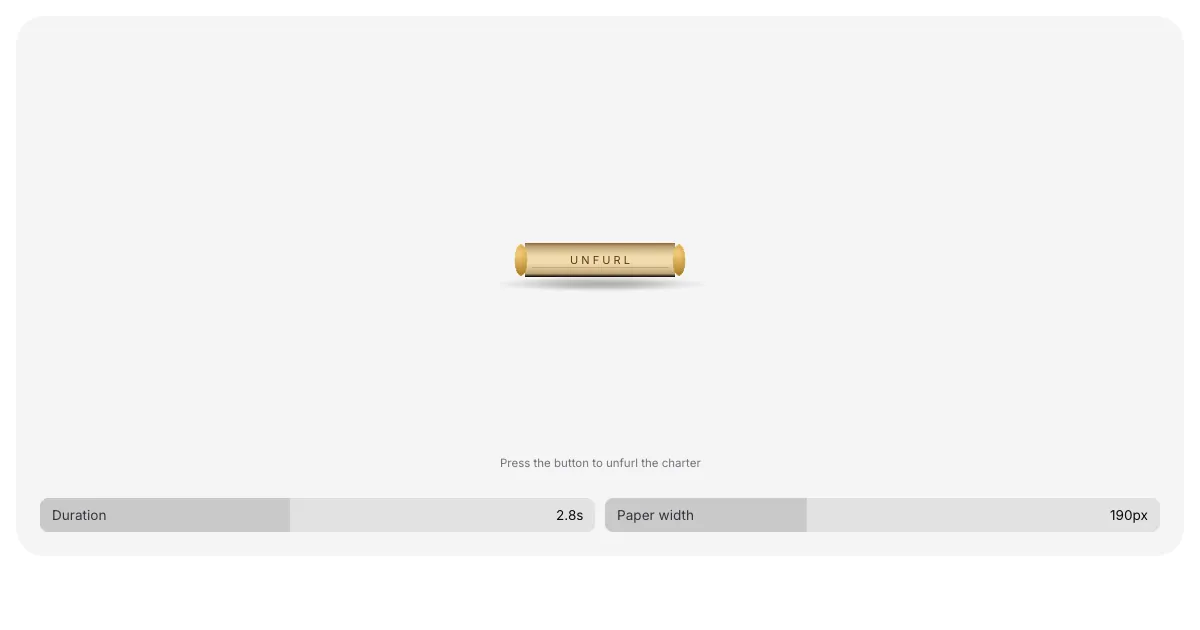 UNFURL
Press the button to unfurl the charter
Duration 2.8s
Paper width 190px